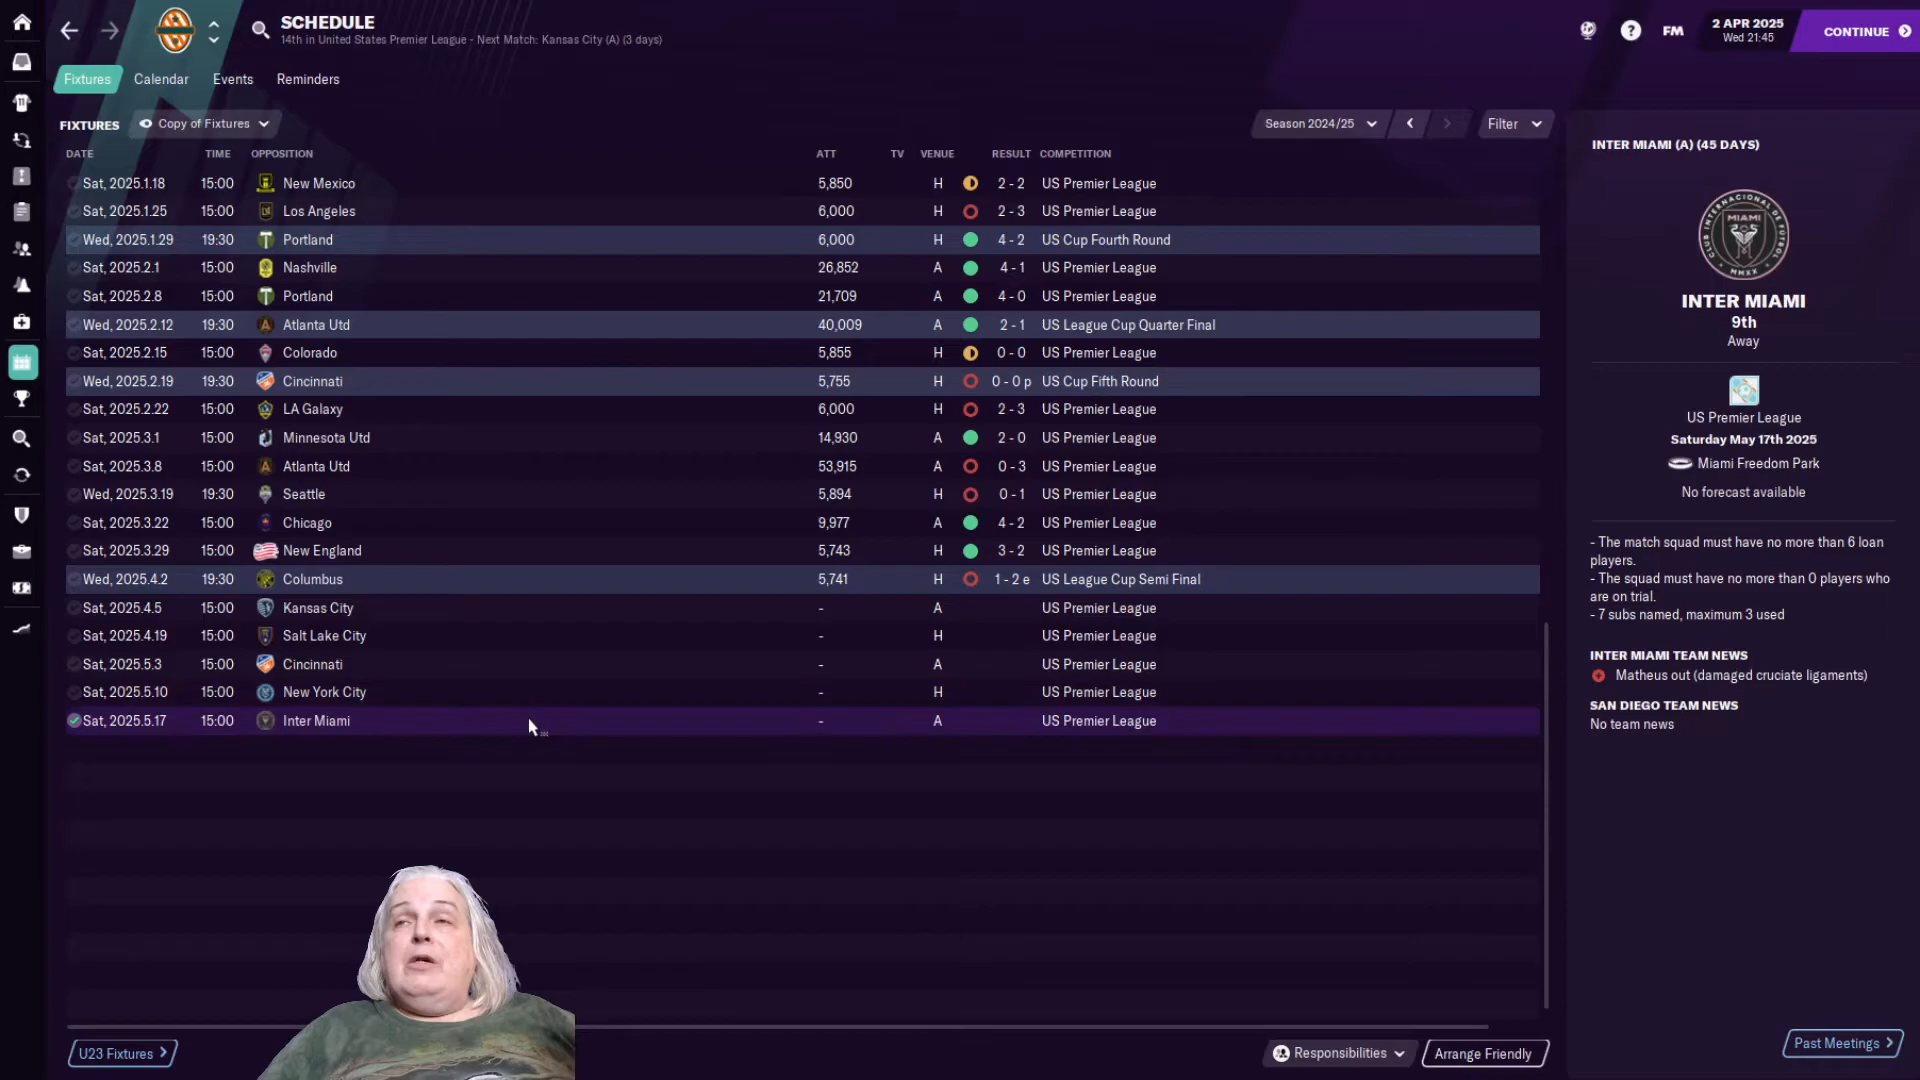 SCHEDULE
14th in United States Premier League - Next Match: Kansas City (A) (3 days)
FM
2 APR 2025
Wed 21:45
CONTINUE
Fixtures Calendar Events Reminders
FIXTURES Copy of Fixtures Season 2024/25 Filter
DATE TIME OPPOSITION ATT TV VENUE RESULT COMPETITION
Sat, 2025.1.18 15:00 New Mexico 5,850 H 2 - 2 US Premier League
Sat, 2025.1.25 15:00 Los Angeles 6,000 H 2 - 3 US Premier League
Wed, 2025.1.29 19:30 Portland 6,000 H 4 - 2 US Cup Fourth Round
Sat, 2025.2.1 15:00 Nashville 26,852 A 4 - 1 US Premier League
Sat, 2025.2.8 15:00 Portland 21,709 A 4 - 0 US Premier League
Wed, 2025.2.12 19:30 Atlanta Utd 40,009 A 2 - 1 US League Cup Quarter Final
Sat, 2025.2.15 15:00 Colorado 5,855 H 0 - 0 US Premier League
Wed, 2025.2.19 19:30 Cincinnati 5,755 H 0 - 0 p US Cup Fifth Round
Sat, 2025.2.22 15:00 LA Galaxy 6,000 H 2 - 3 US Premier League
Sat, 2025.3.1 15:00 Minnesota Utd 14,930 A 2 - 0 US Premier League
Sat, 2025.3.8 15:00 Atlanta Utd 53,915 A 0 - 3 US Premier League
Wed, 2025.3.19 19:30 Seattle 5,894 H 0 - 1 US Premier League
Sat, 2025.3.22 15:00 Chicago 9,977 A 4 - 2 US Premier League
Sat, 2025.3.29 15:00 New England 5,743 H 3 - 2 US Premier League
Wed, 2025.4.2 19:30 Columbus 5,741 H 1 - 2 e US League Cup Semi Final
Sat, 2025.4.5 15:00 Kansas City - A US Premier League
Sat, 2025.4.19 15:00 Salt Lake City - H US Premier League
Sat, 2025.5.3 15:00 Cincinnati - A US Premier League
Sat, 2025.5.10 15:00 New York City - H US Premier League
Sat, 2025.5.17 15:00 Inter Miami - A US Premier League
U23 Fixtures
Responsibilities
Arrange Friendly
INTER MIAMI (A) (45 DAYS)
CLUB INTERNACIONAL DE FÚTBOL
MIAMI
MMXX
INTER MIAMI
9th
Away
US Premier League
Saturday May 17th 2025
Miami Freedom Park
No forecast available
- The match squad must have no more than 6 loan
players.
- The squad must have no more than 0 players who
are on trial.
- 7 subs named, maximum 3 used
INTER MIAMI TEAM NEWS
Matheus out (damaged cruciate ligaments)
SAN DIEGO TEAM NEWS
No team news
Past Meetings